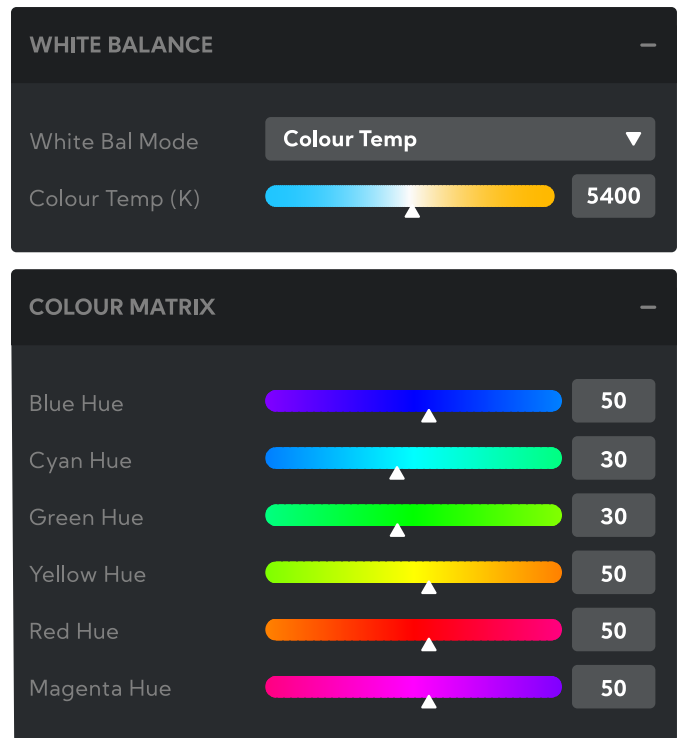 WHITE BALANCE
White Bal Mode Colour Temp
Colour Temp (K) 5400
COLOUR MATRIX
Blue Hue 50
Cyan Hue 30
Green Hue 30
Yellow Hue 50
Red Hue 50
Magenta Hue 50